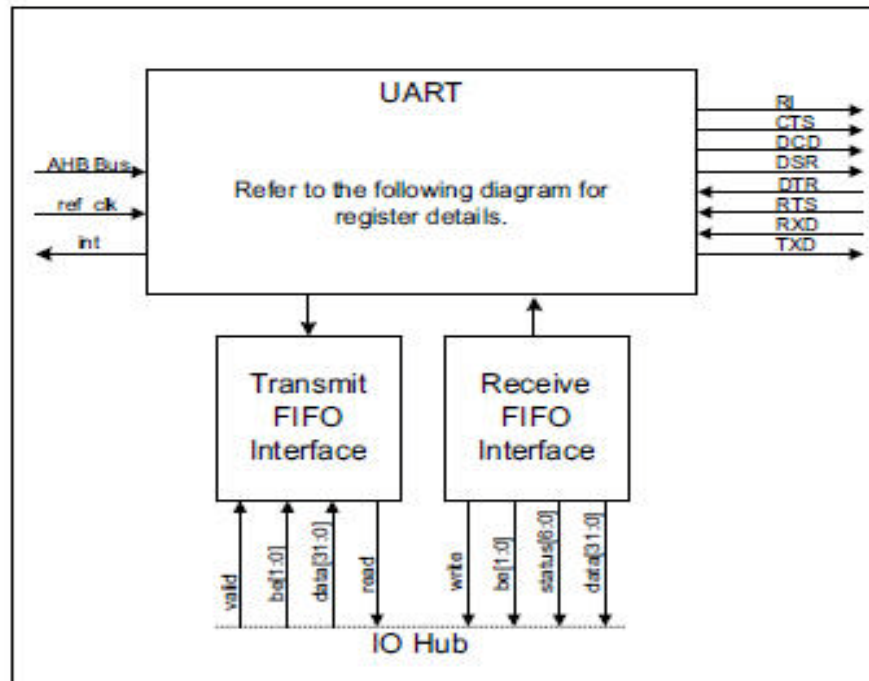 UART
Refer to the following diagram for
register details.
AHB Bus
ref clk
int
RI
CTS
DCD
DSR
DTR
RTS
RXD
TXD
Transmit
FIFO
Interface
Receive
FIFO
Interface
valid
be[1:0]
data[31:0]
read
write
be[1:0]
status[6:0]
data[31:0]
IO Hub